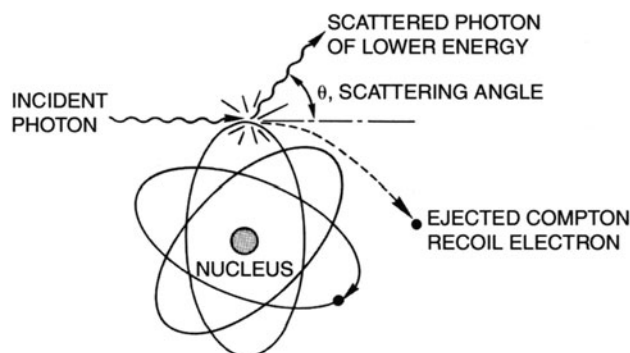 SCATTERED PHOTON
OF LOWER ENERGY
θ, SCATTERING ANGLE
INCIDENT
PHOTON
EJECTED COMPTON
RECOIL ELECTRON
NUCLEUS